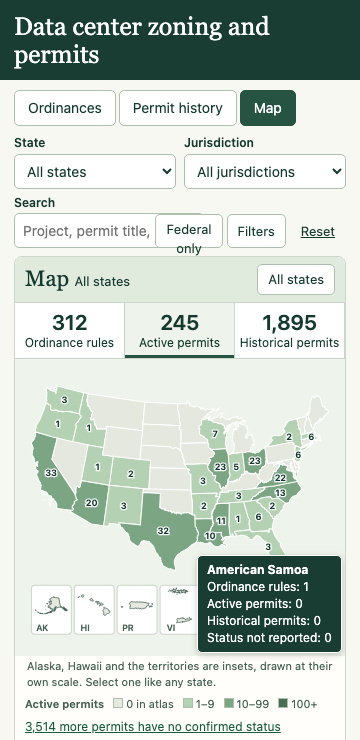 Data center zoning and
permits
Ordinances
Permit history
Map
State
Jurisdiction
All states
All jurisdictions
Search
Project, permit title,
Federal
only
Filters
Reset
Map All states
All states
312
245
1,895
Ordinance rules
Active permits
Historical permits
3
1
1
7
2
6
33
1
2
23
5
23
6
22
3
13
20
3
2
3
2
32
11
1
6
10
3
American Samoa
Ordinance rules: 1
Active permits: 0
Historical permits: 0
Status not reported: 0
AK
HI
PR
VI
Alaska, Hawaii and the territories are insets, drawn at their
own scale. Select one like any state.
Active permits 0 in atlas 1–9 10–99 100+
3,514 more permits have no confirmed status